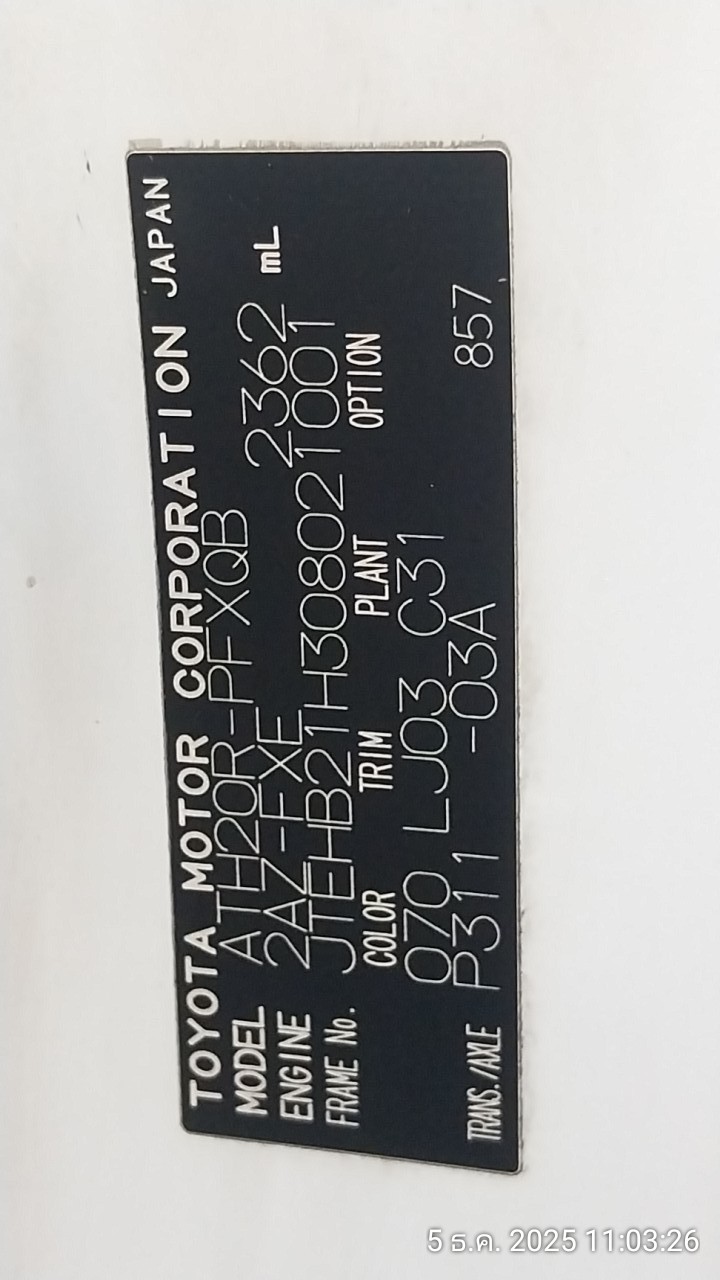 TOYOTA MOTOR CORPORATION JAPAN
MODEL ATH20R-PFXQB
ENGINE 2AZ-FXE 2362 mL
FRAME No. JTEHB21H308021001
COLOR TRIM PLANT OPTION
070 LJ03 C31
TRANS./AXLE P311 -03A 857
5 ธ.ค. 2025 11:03:26